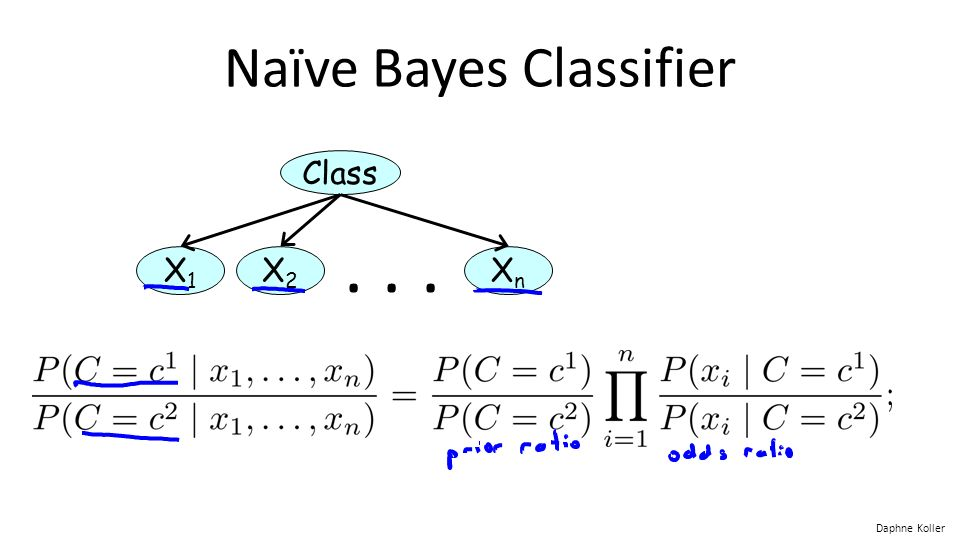 Naïve Bayes Classifier
Class
X₁ X₂ . . . Xₙ
P(C = c¹ | x₁, . . . , xₙ) / P(C = c² | x₁, . . . , xₙ) = P(C = c¹) / P(C = c²) ∏ⁿᵢ₌₁ P(xᵢ | C = c¹) / P(xᵢ | C = c²) ;
prior ratio odds ratio
Daphne Koller